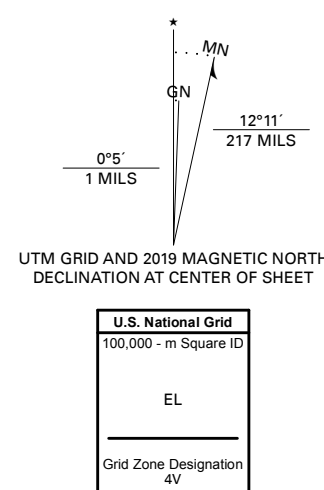 ★
MN
GN
12°11´
217 MILS
0°5´
1 MILS
UTM GRID AND 2019 MAGNETIC NORTH
DECLINATION AT CENTER OF SHEET
U.S. National Grid
100,000 - m Square ID
EL
Grid Zone Designation
4V